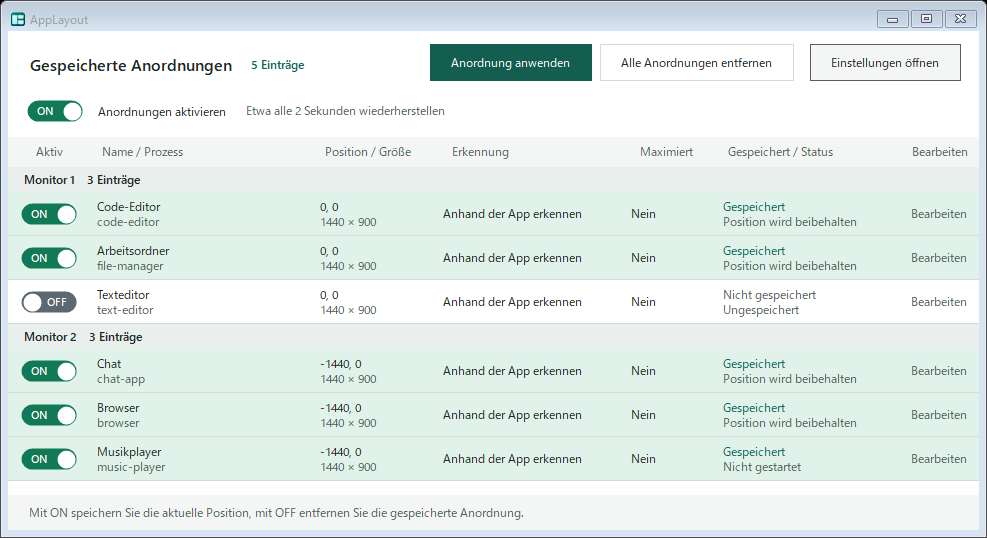 AppLayout
Gespeicherte Anordnungen 5 Einträge Anordnung anwenden Alle Anordnungen entfernen Einstellungen öffnen
ON Anordnungen aktivieren Etwa alle 2 Sekunden wiederherstellen
Aktiv Name / Prozess Position / Größe Erkennung Maximiert Gespeichert / Status Bearbeiten
Monitor 1 3 Einträge
ON Code-Editor 0, 0 Anhand der App erkennen Nein Gespeichert Bearbeiten
code-editor 1440 × 900 Position wird beibehalten
ON Arbeitsordner 0, 0 Anhand der App erkennen Nein Gespeichert Bearbeiten
file-manager 1440 × 900 Position wird beibehalten
OFF Texteditor 0, 0 Anhand der App erkennen Nein Nicht gespeichert Bearbeiten
text-editor 1440 × 900 Ungespeichert
Monitor 2 3 Einträge
ON Chat -1440, 0 Anhand der App erkennen Nein Gespeichert Bearbeiten
chat-app 1440 × 900 Position wird beibehalten
ON Browser -1440, 0 Anhand der App erkennen Nein Gespeichert Bearbeiten
browser 1440 × 900 Position wird beibehalten
ON Musikplayer -1440, 0 Anhand der App erkennen Nein Gespeichert Bearbeiten
music-player 1440 × 900 Nicht gestartet
Mit ON speichern Sie die aktuelle Position, mit OFF entfernen Sie die gespeicherte Anordnung.